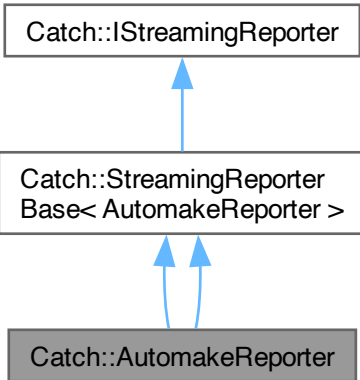 Catch::IStreamingReporter
Catch::StreamingReporter
Base< AutomakeReporter >
Catch::AutomakeReporter